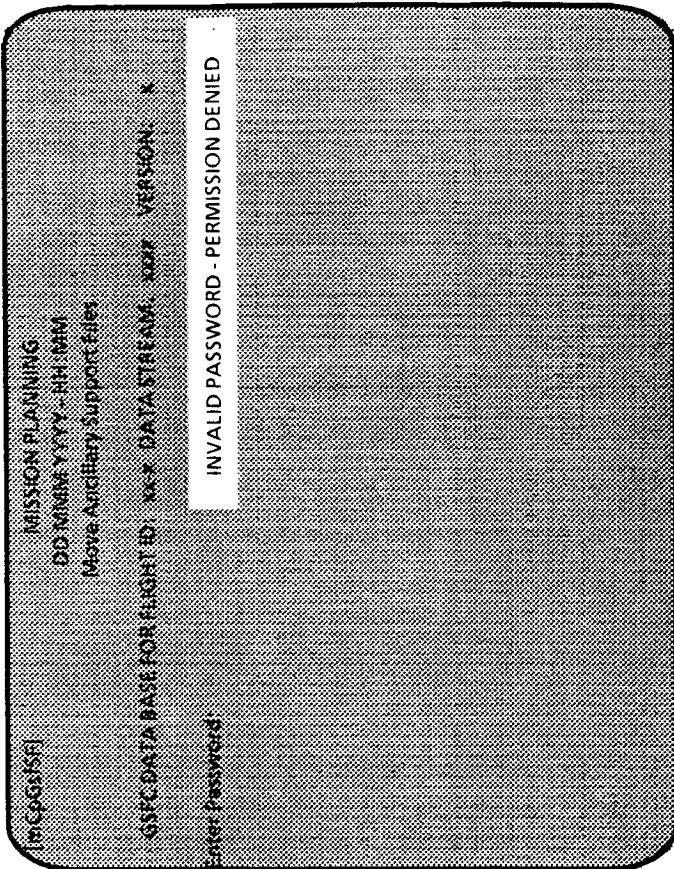 [mCpGsfSF] MISSION PLANNING
DD MMM YYYY - HH:MM
Move Ancillary Support Files
GSFC DATA BASE FOR FLIGHT ID: xx-x DATA STREAM: xxxx VERSION: x
Enter Password INVALID PASSWORD - PERMISSION DENIED